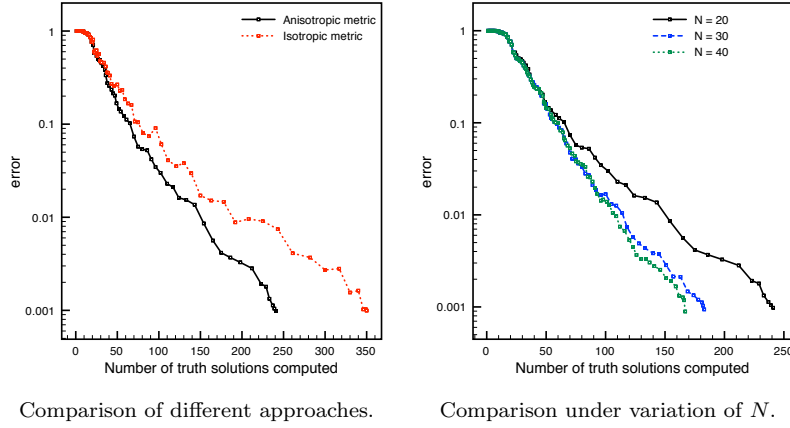 Anisotropic metric
Isotropic metric
1
0.1
0.01
0.001
error
0 50 100 150 200 250 300 350
Number of truth solutions computed
Comparison of different approaches.
N = 20
N = 30
N = 40
1
0.1
0.01
0.001
error
0 50 100 150 200 250
Number of truth solutions computed
Comparison under variation of N.